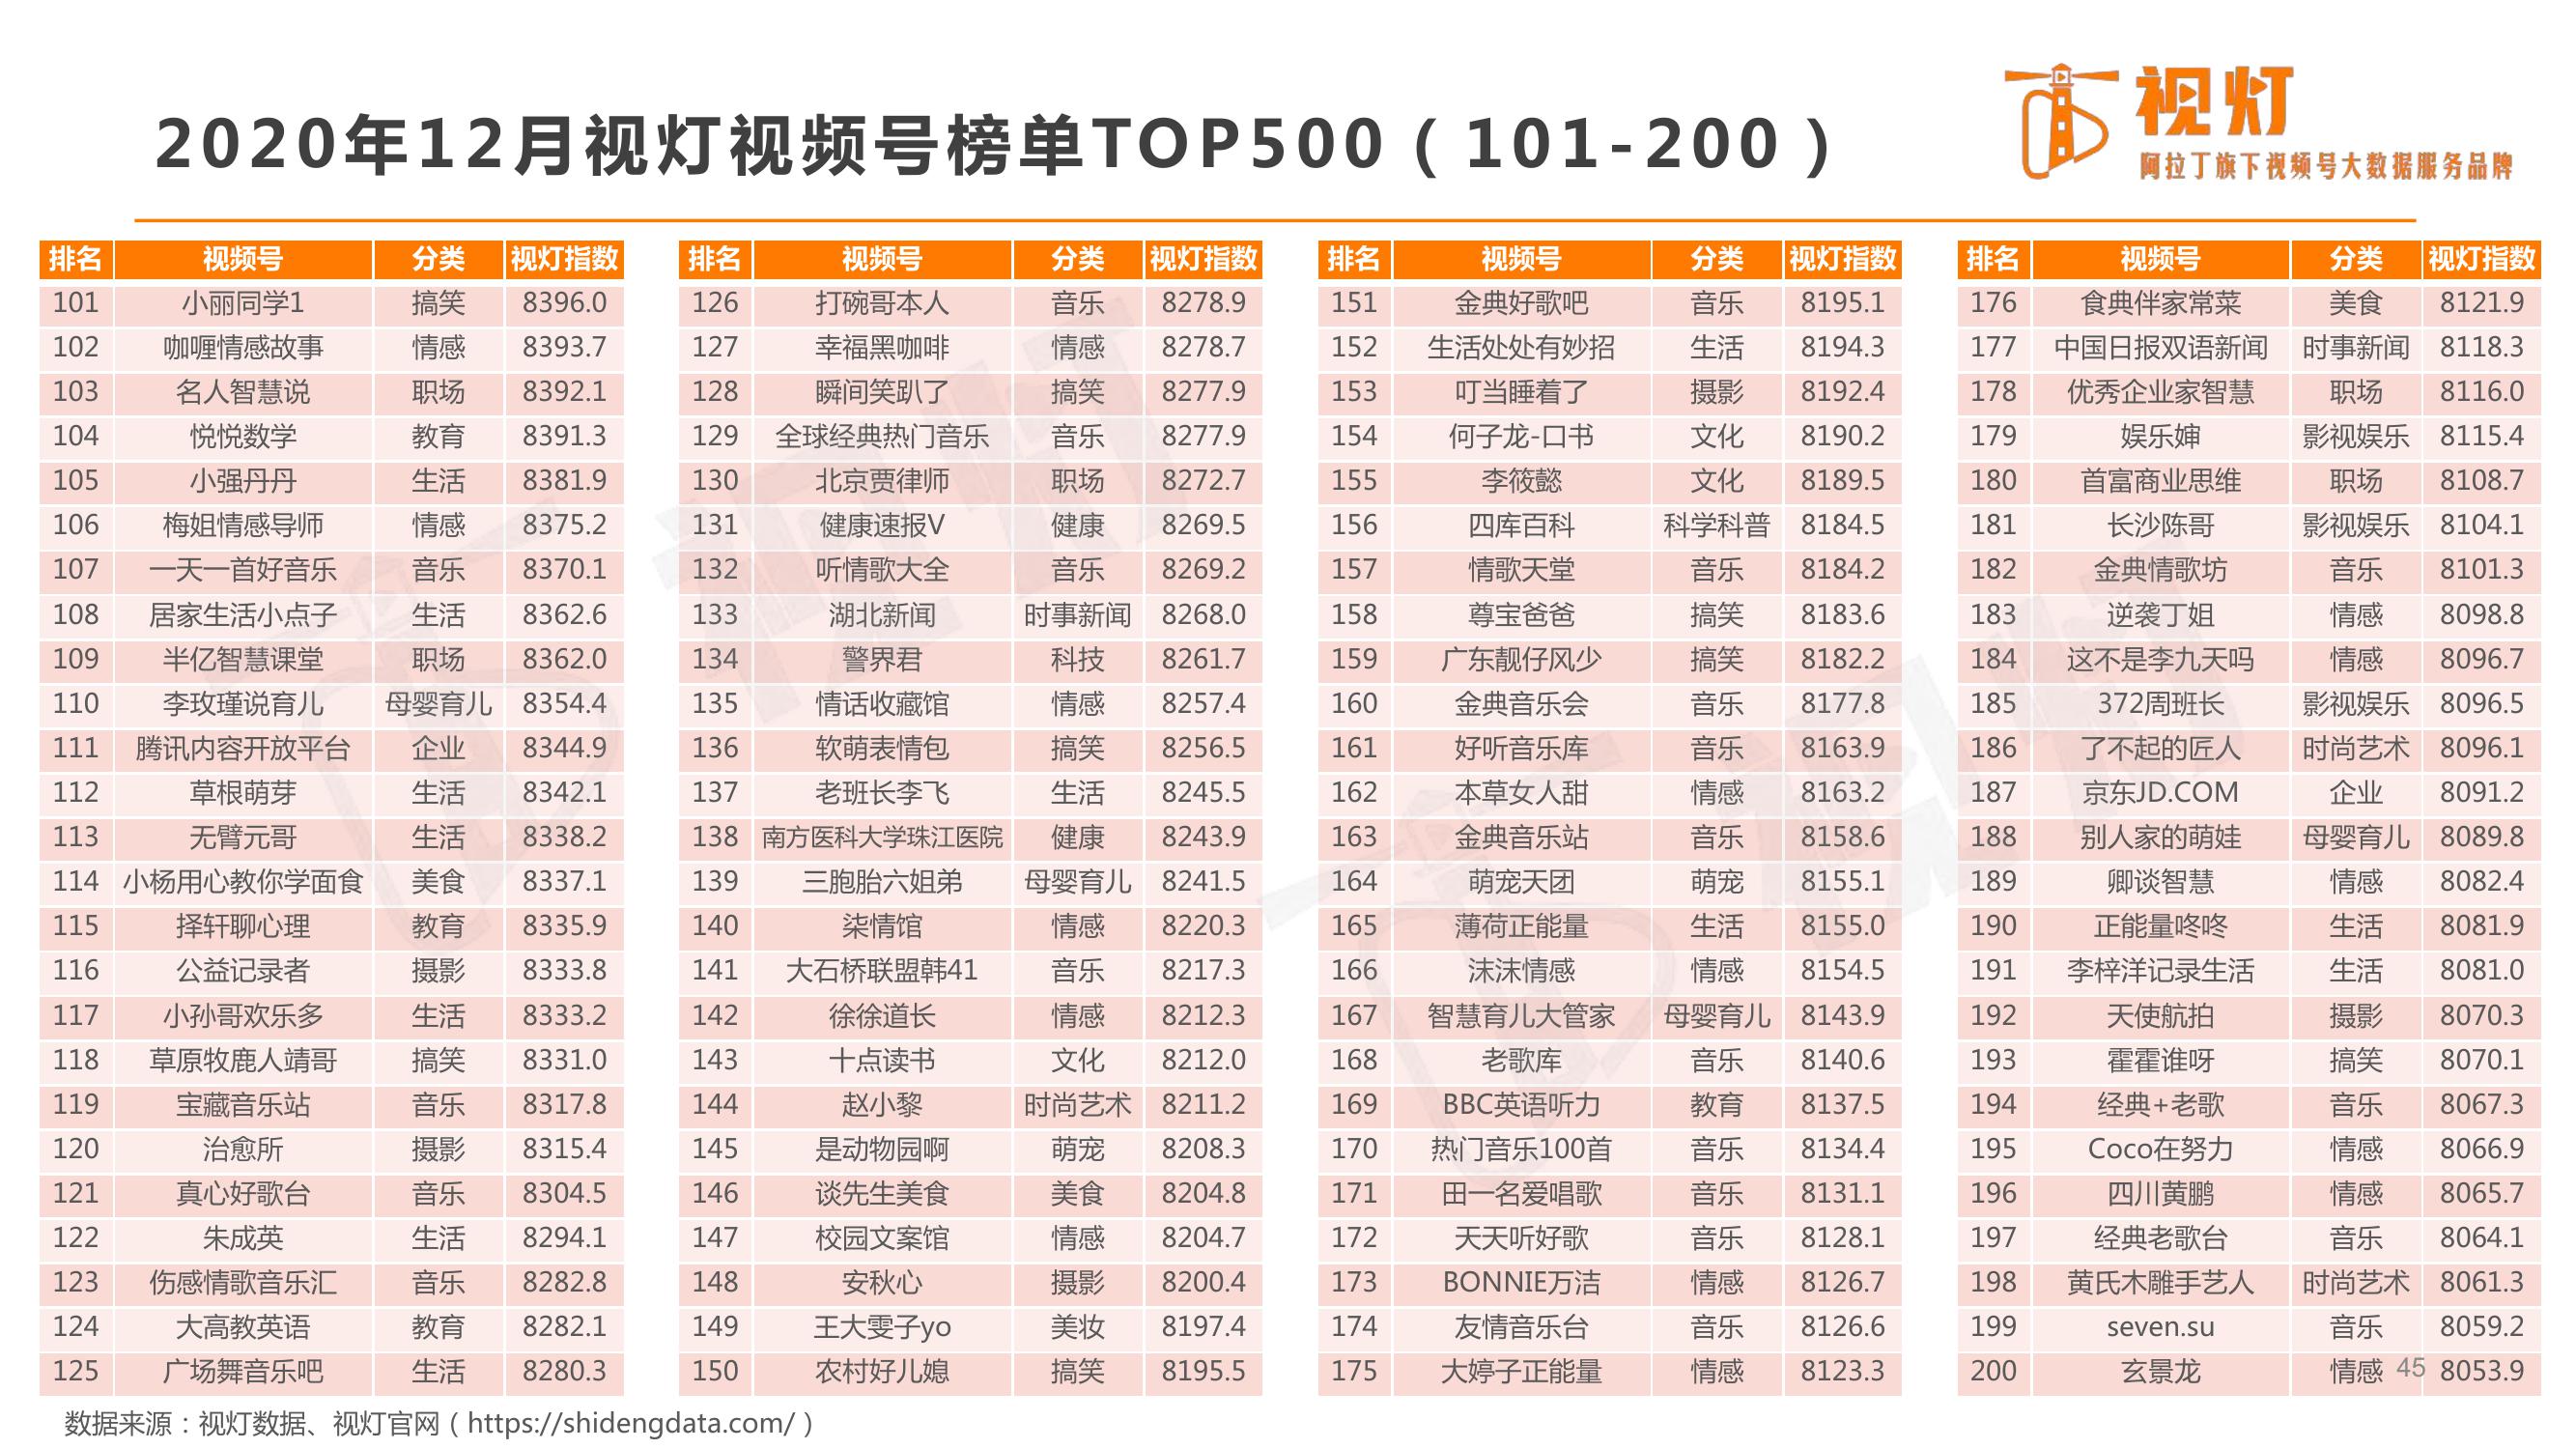 2020年12月视灯视频号榜单TOP500（101-200）
视灯
阿拉丁旗下视频号大数据服务品牌
排名 视频号 分类 视灯指数
101 小丽同学1 搞笑 8396.0
102 咖喱情感故事 情感 8393.7
103 名人智慧说 职场 8392.1
104 悦悦数学 教育 8391.3
105 小强丹丹 生活 8381.9
106 梅姐情感导师 情感 8375.2
107 一天一首好音乐 音乐 8370.1
108 居家生活小点子 生活 8362.6
109 半亿智慧课堂 职场 8362.0
110 李玫瑾说育儿 母婴育儿 8354.4
111 腾讯内容开放平台 企业 8344.9
112 草根萌芽 生活 8342.1
113 无臂元哥 生活 8338.2
114 小杨用心教你学面食 美食 8337.1
115 择轩聊心理 教育 8335.9
116 公益记录者 摄影 8333.8
117 小孙哥欢乐多 生活 8333.2
118 草原牧鹿人靖哥 搞笑 8331.0
119 宝藏音乐站 音乐 8317.8
120 治愈所 摄影 8315.4
121 真心好歌台 音乐 8304.5
122 朱成英 生活 8294.1
123 伤感情歌音乐汇 音乐 8282.8
124 大高教英语 教育 8282.1
125 广场舞音乐吧 生活 8280.3
排名 视频号 分类 视灯指数
126 打碗哥本人 音乐 8278.9
127 幸福黑咖啡 情感 8278.7
128 瞬间笑趴了 搞笑 8277.9
129 全球经典热门音乐 音乐 8277.9
130 北京贾律师 职场 8272.7
131 健康速报V 健康 8269.5
132 听情歌大全 音乐 8269.2
133 湖北新闻 时事新闻 8268.0
134 警界君 科技 8261.7
135 情话收藏馆 情感 8257.4
136 软萌表情包 搞笑 8256.5
137 老班长李飞 生活 8245.5
138 南方医科大学珠江医院 健康 8243.9
139 三胞胎六姐弟 母婴育儿 8241.5
140 柒情馆 情感 8220.3
141 大石桥联盟韩41 音乐 8217.3
142 徐徐道长 情感 8212.3
143 十点读书 文化 8212.0
144 赵小黎 时尚艺术 8211.2
145 是动物园啊 萌宠 8208.3
146 谈先生美食 美食 8204.8
147 校园文案馆 情感 8204.7
148 安秋心 摄影 8200.4
149 王大雯子yo 美妆 8197.4
150 农村好儿媳 搞笑 8195.5
排名 视频号 分类 视灯指数
151 金典好歌吧 音乐 8195.1
152 生活处处有妙招 生活 8194.3
153 叮当睡着了 摄影 8192.4
154 何子龙-口书 文化 8190.2
155 李筱懿 文化 8189.5
156 四库百科 科学科普 8184.5
157 情歌天堂 音乐 8184.2
158 尊宝爸爸 搞笑 8183.6
159 广东靓仔风少 搞笑 8182.2
160 金典音乐会 音乐 8177.8
161 好听音乐库 音乐 8163.9
162 本草女人甜 情感 8163.2
163 金典音乐站 音乐 8158.6
164 萌宠天团 萌宠 8155.1
165 薄荷正能量 生活 8155.0
166 沫沫情感 情感 8154.5
167 智慧育儿大管家 母婴育儿 8143.9
168 老歌库 音乐 8140.6
169 BBC英语听力 教育 8137.5
170 热门音乐100首 音乐 8134.4
171 田一名爱唱歌 音乐 8131.1
172 天天听好歌 音乐 8128.1
173 BONNIE万洁 情感 8126.7
174 友情音乐台 音乐 8126.6
175 大婷子正能量 情感 8123.3
排名 视频号 分类 视灯指数
176 食典伴家常菜 美食 8121.9
177 中国日报双语新闻 时事新闻 8118.3
178 优秀企业家智慧 职场 8116.0
179 娱乐婶 影视娱乐 8115.4
180 首富商业思维 职场 8108.7
181 长沙陈哥 影视娱乐 8104.1
182 金典情歌坊 音乐 8101.3
183 逆袭丁姐 情感 8098.8
184 这不是李九天吗 情感 8096.7
185 372周班长 影视娱乐 8096.5
186 了不起的匠人 时尚艺术 8096.1
187 京东JD.COM 企业 8091.2
188 别人家的萌娃 母婴育儿 8089.8
189 卿谈智慧 情感 8082.4
190 正能量咚咚 生活 8081.9
191 李梓洋记录生活 生活 8081.0
192 天使航拍 摄影 8070.3
193 霍霍谁呀 搞笑 8070.1
194 经典+老歌 音乐 8067.3
195 Coco在努力 情感 8066.9
196 四川黄鹏 情感 8065.7
197 经典老歌台 音乐 8064.1
198 黄氏木雕手艺人 时尚艺术 8061.3
199 seven.su 音乐 8059.2
200 玄景龙 情感 8053.9
45
数据来源：视灯数据、视灯官网（https://shidengdata.com/）